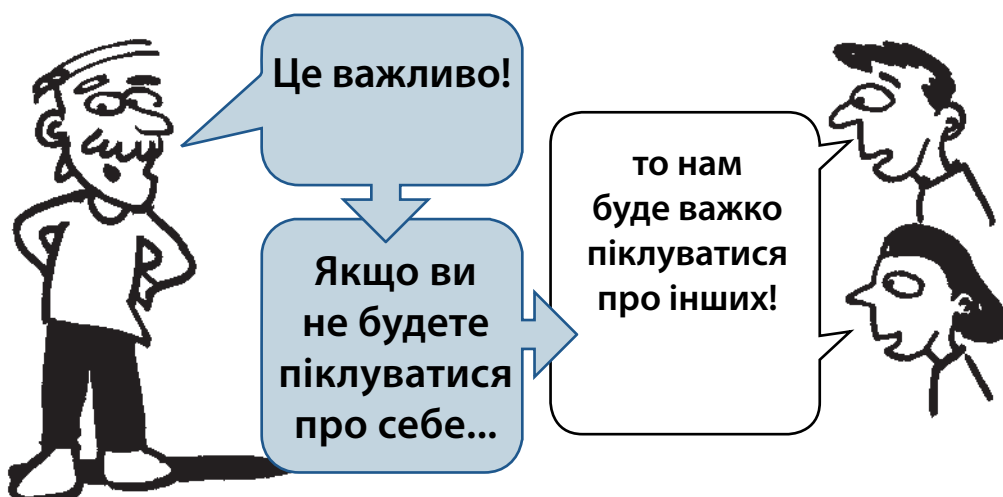 Це важливо!
Якщо ви
не будете
піклуватися
про себе...
то нам
буде важко
піклуватися
про інших!